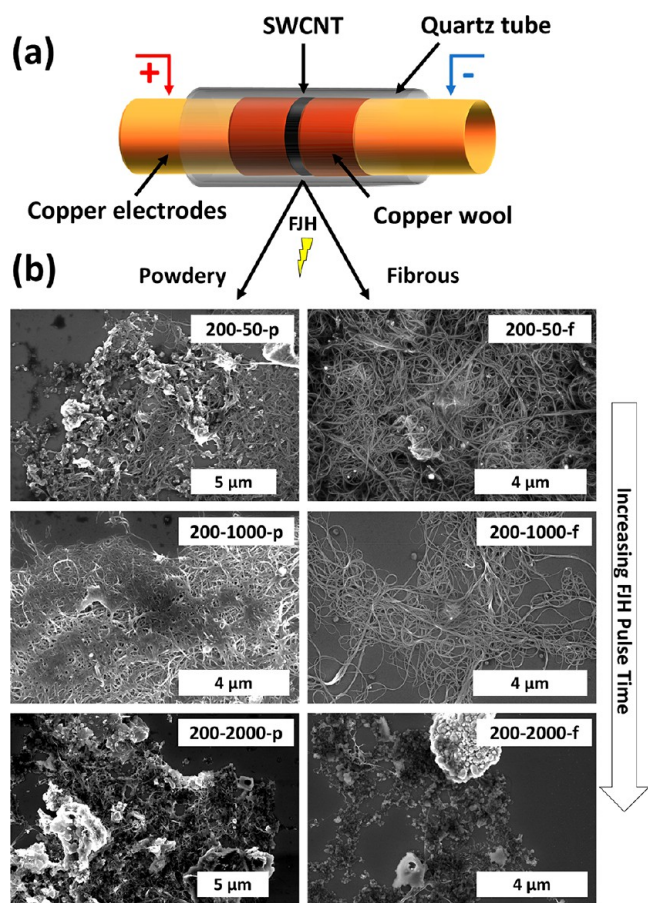 (a)
SWCNT
Quartz tube
+
-
Copper electrodes
Copper wool
FJH
(b)
Powdery
Fibrous
200-50-p
200-50-f
5 μm
4 μm
200-1000-p
200-1000-f
4 μm
4 μm
200-2000-p
200-2000-f
5 μm
4 μm
Increasing FJH Pulse Time